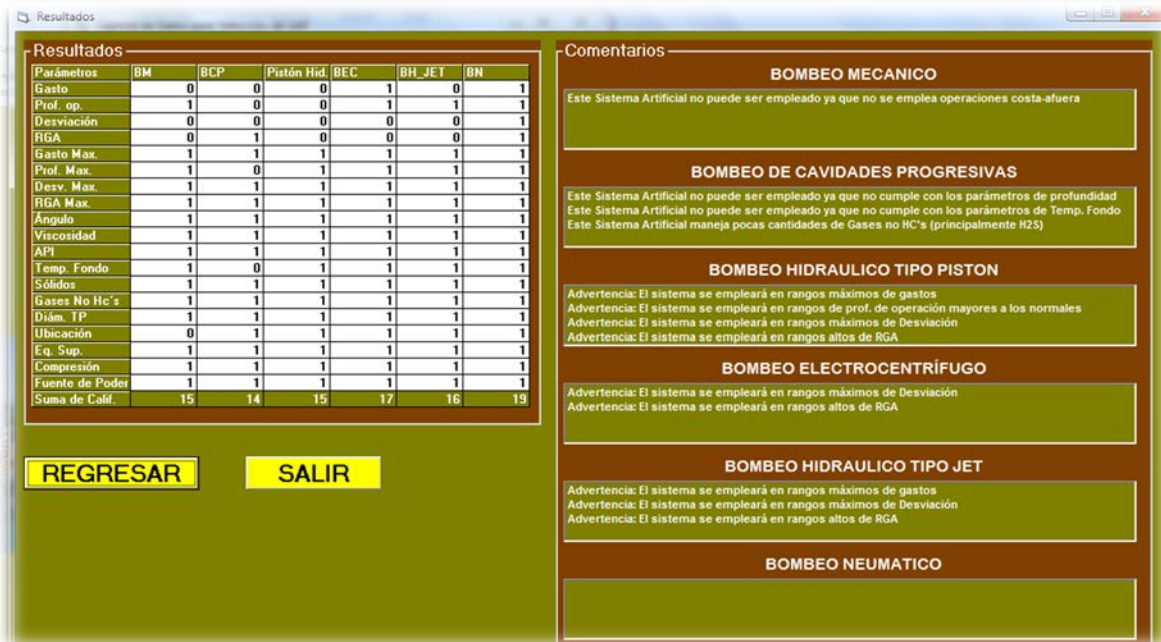 Resultados
Resultados
Parámetros BM BCP Pistón Hid. BEC BH_JET BN
Gasto 0 0 0 1 0 1
Prof. op. 1 0 0 1 1 1
Desviación 0 0 0 0 0 1
RGA 0 1 0 0 0 1
Gasto Max. 1 1 1 1 1 1
Prof. Max. 1 0 1 1 1 1
Desv. Max. 1 1 1 1 1 1
RGA Max. 1 1 1 1 1 1
Ángulo 1 1 1 1 1 1
Viscosidad 1 1 1 1 1 1
API 1 1 1 1 1 1
Temp. Fondo 1 0 1 1 1 1
Sólidos 1 1 1 1 1 1
Gases No Hc´s 1 1 1 1 1 1
Diám. TP 1 1 1 1 1 1
Ubicación 0 1 1 1 1 1
Eq. Sup. 1 1 1 1 1 1
Compresión 1 1 1 1 1 1
Fuente de Poder 1 1 1 1 1 1
Suma de Calif. 15 14 15 17 16 19
REGRESAR
SALIR
Comentarios
BOMBEO MECANICO
Este Sistema Artificial no puede ser empleado ya que no se emplea operaciones costa-afuera
BOMBEO DE CAVIDADES PROGRESIVAS
Este Sistema Artificial no puede ser empleado ya que no cumple con los parámetros de profundidad
Este Sistema Artificial no puede ser empleado ya que no cumple con los parámetros de Temp. Fondo
Este Sistema Artificial maneja pocas cantidades de Gases no HC's (principalmente H2S)
BOMBEO HIDRAULICO TIPO PISTON
Advertencia: El sistema se empleará en rangos máximos de gastos
Advertencia: El sistema se empleará en rangos de prof. de operación mayores a los normales
Advertencia: El sistema se empleará en rangos máximos de Desviación
Advertencia: El sistema se empleará en rangos altos de RGA
BOMBEO ELECTROCENTRÍFUGO
Advertencia: El sistema se empleará en rangos máximos de Desviación
Advertencia: El sistema se empleará en rangos altos de RGA
BOMBEO HIDRAULICO TIPO JET
Advertencia: El sistema se empleará en rangos máximos de gastos
Advertencia: El sistema se empleará en rangos máximos de Desviación
Advertencia: El sistema se empleará en rangos altos de RGA
BOMBEO NEUMATICO